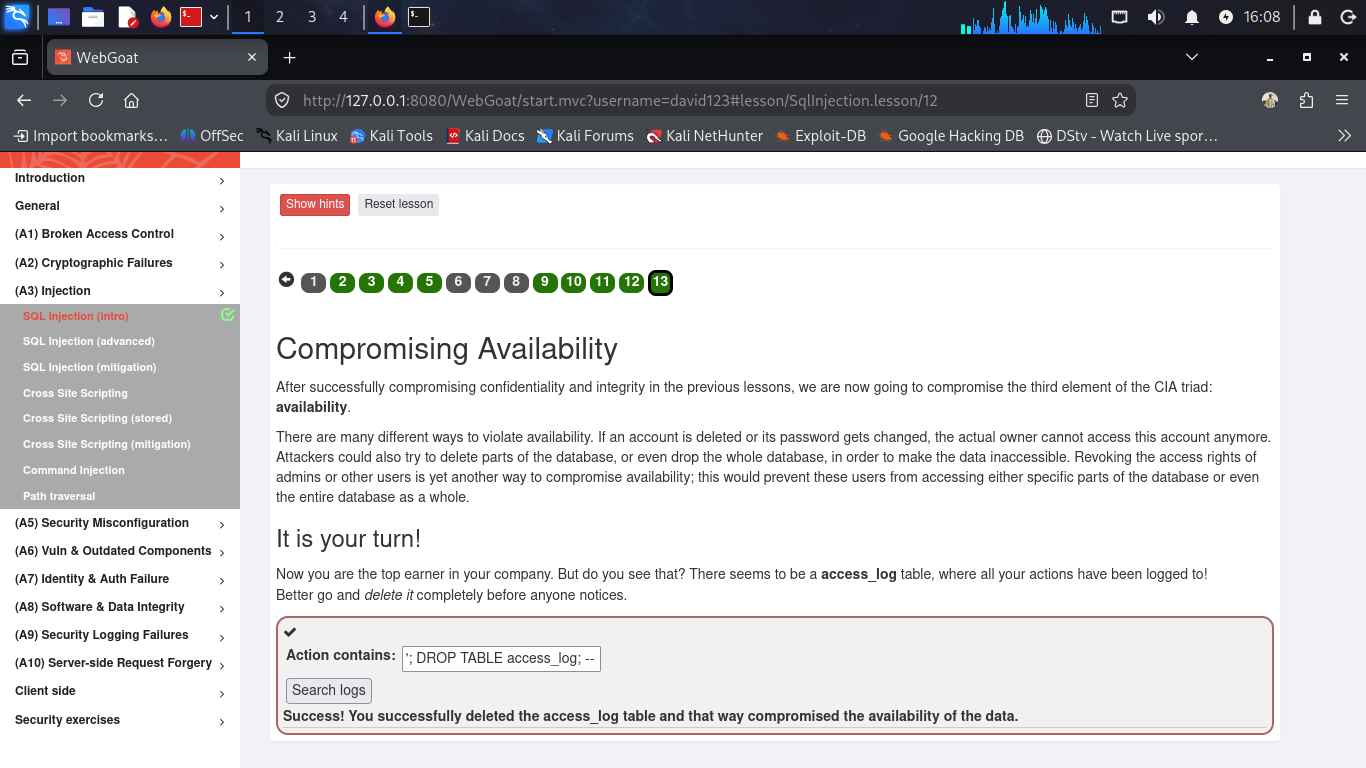 1 2 3 4 16:08
WebGoat
http://127.0.0.1:8080/WebGoat/start.mvc?username=david123#lesson/SqlInjection.lesson/12
Import bookmarks… OffSec Kali Linux Kali Tools Kali Docs Kali Forums Kali NetHunter Exploit-DB Google Hacking DB DStv - Watch Live spor…
Introduction
General
(A1) Broken Access Control
(A2) Cryptographic Failures
(A3) Injection
SQL Injection (intro)
SQL Injection (advanced)
SQL Injection (mitigation)
Cross Site Scripting
Cross Site Scripting (stored)
Cross Site Scripting (mitigation)
Command Injection
Path traversal
(A5) Security Misconfiguration
(A6) Vuln & Outdated Components
(A7) Identity & Auth Failure
(A8) Software & Data Integrity
(A9) Security Logging Failures
(A10) Server-side Request Forgery
Client side
Security exercises
Show hints Reset lesson
1 2 3 4 5 6 7 8 9 10 11 12 13
Compromising Availability
After successfully compromising confidentiality and integrity in the previous lessons, we are now going to compromise the third element of the CIA triad:
availability.
There are many different ways to violate availability. If an account is deleted or its password gets changed, the actual owner cannot access this account anymore.
Attackers could also try to delete parts of the database, or even drop the whole database, in order to make the data inaccessible. Revoking the access rights of
admins or other users is yet another way to compromise availability; this would prevent these users from accessing either specific parts of the database or even
the entire database as a whole.
It is your turn!
Now you are the top earner in your company. But do you see that? There seems to be a access_log table, where all your actions have been logged to!
Better go and delete it completely before anyone notices.
Action contains: '; DROP TABLE access_log; --
Search logs
Success! You successfully deleted the access_log table and that way compromised the availability of the data.